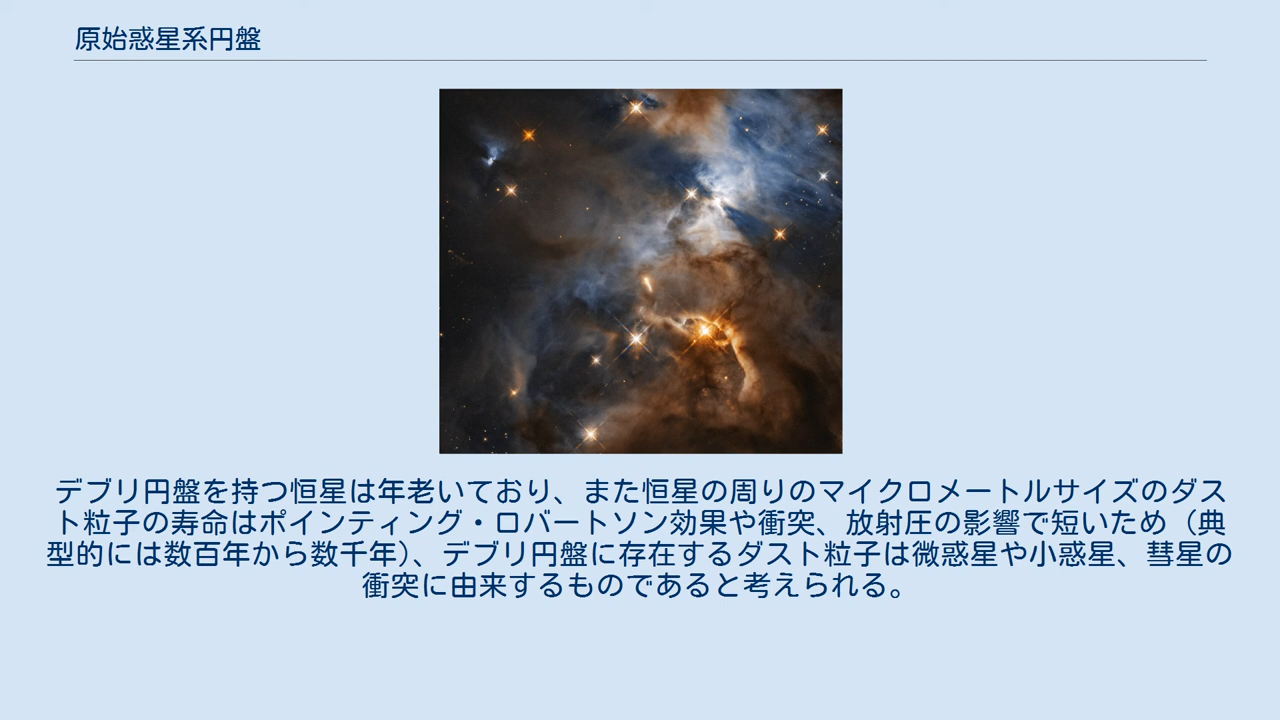 原始惑星系円盤
デブリ円盤を持つ恒星は年老いており、また恒星の周りのマイクロメートルサイズのダス
ト粒子の寿命はポインティング・ロバートソン効果や衝突、放射圧の影響で短いため（典
型的には数百年から数千年）、デブリ円盤に存在するダスト粒子は微惑星や小惑星、彗星の
衝突に由来するものであると考えられる。